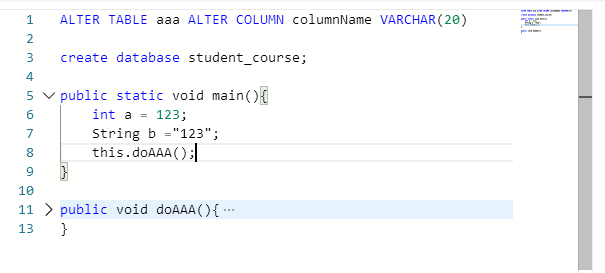 1 ALTER TABLE aaa ALTER COLUMN columnName VARCHAR(20)
2
3 create database student_course;
4
5 public static void main(){
6 int a = 123;
7 String b ="123";
8 this.doAAA();
9 }
10
11 public void doAAA(){ ···
13 }